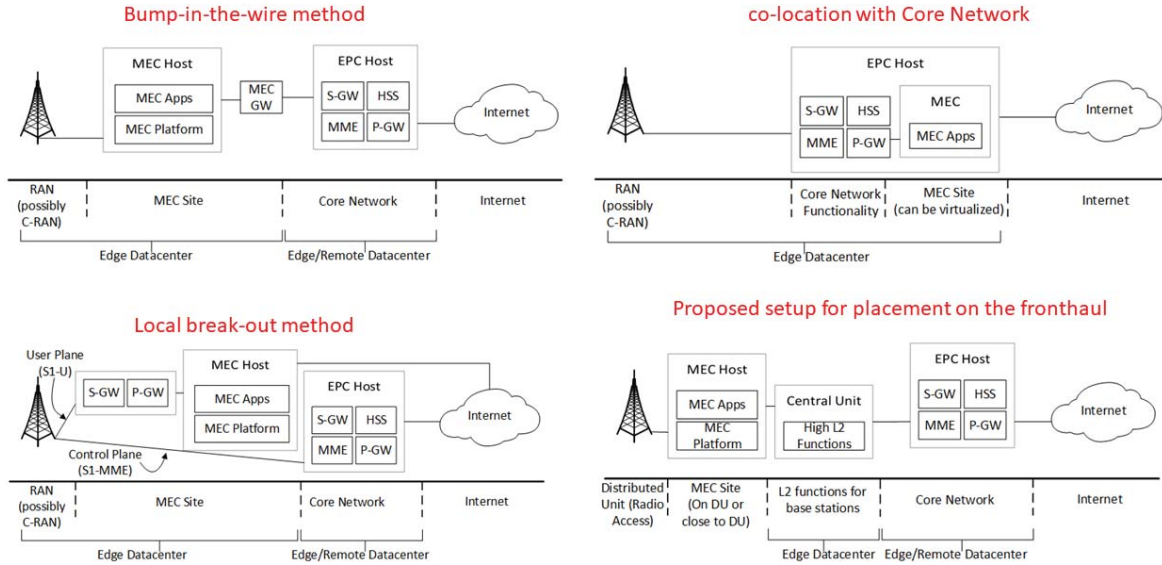 Bump-in-the-wire method
MEC Host
MEC Apps
MEC Platform
MEC
GW
EPC Host
S-GW
HSS
MME
P-GW
Internet
RAN
(possibly
C-RAN)
MEC Site
Core Network
Internet
Edge Datacenter
Edge/Remote Datacenter
co-location with Core Network
EPC Host
S-GW
HSS
MME
P-GW
MEC
MEC Apps
Internet
RAN
(possibly
C-RAN)
Core Network
Functionality
MEC Site
(can be virtualized)
Internet
Edge Datacenter
Local break-out method
User Plane
(S1-U)
S-GW
P-GW
MEC Host
MEC Apps
MEC Platform
EPC Host
S-GW
HSS
MME
P-GW
Internet
Control Plane
(S1-MME)
RAN
(possibly
C-RAN)
MEC Site
Core Network
Internet
Edge Datacenter
Edge/Remote Datacenter
Proposed setup for placement on the fronthaul
MEC Host
MEC Apps
MEC
Platform
Central Unit
High L2
Functions
EPC Host
S-GW
HSS
MME
P-GW
Internet
Distributed
Unit (Radio
Access)
MEC Site
(On DU or
close to DU)
L2 functions for
base stations
Core Network
Internet
Edge Datacenter
Edge/Remote Datacenter